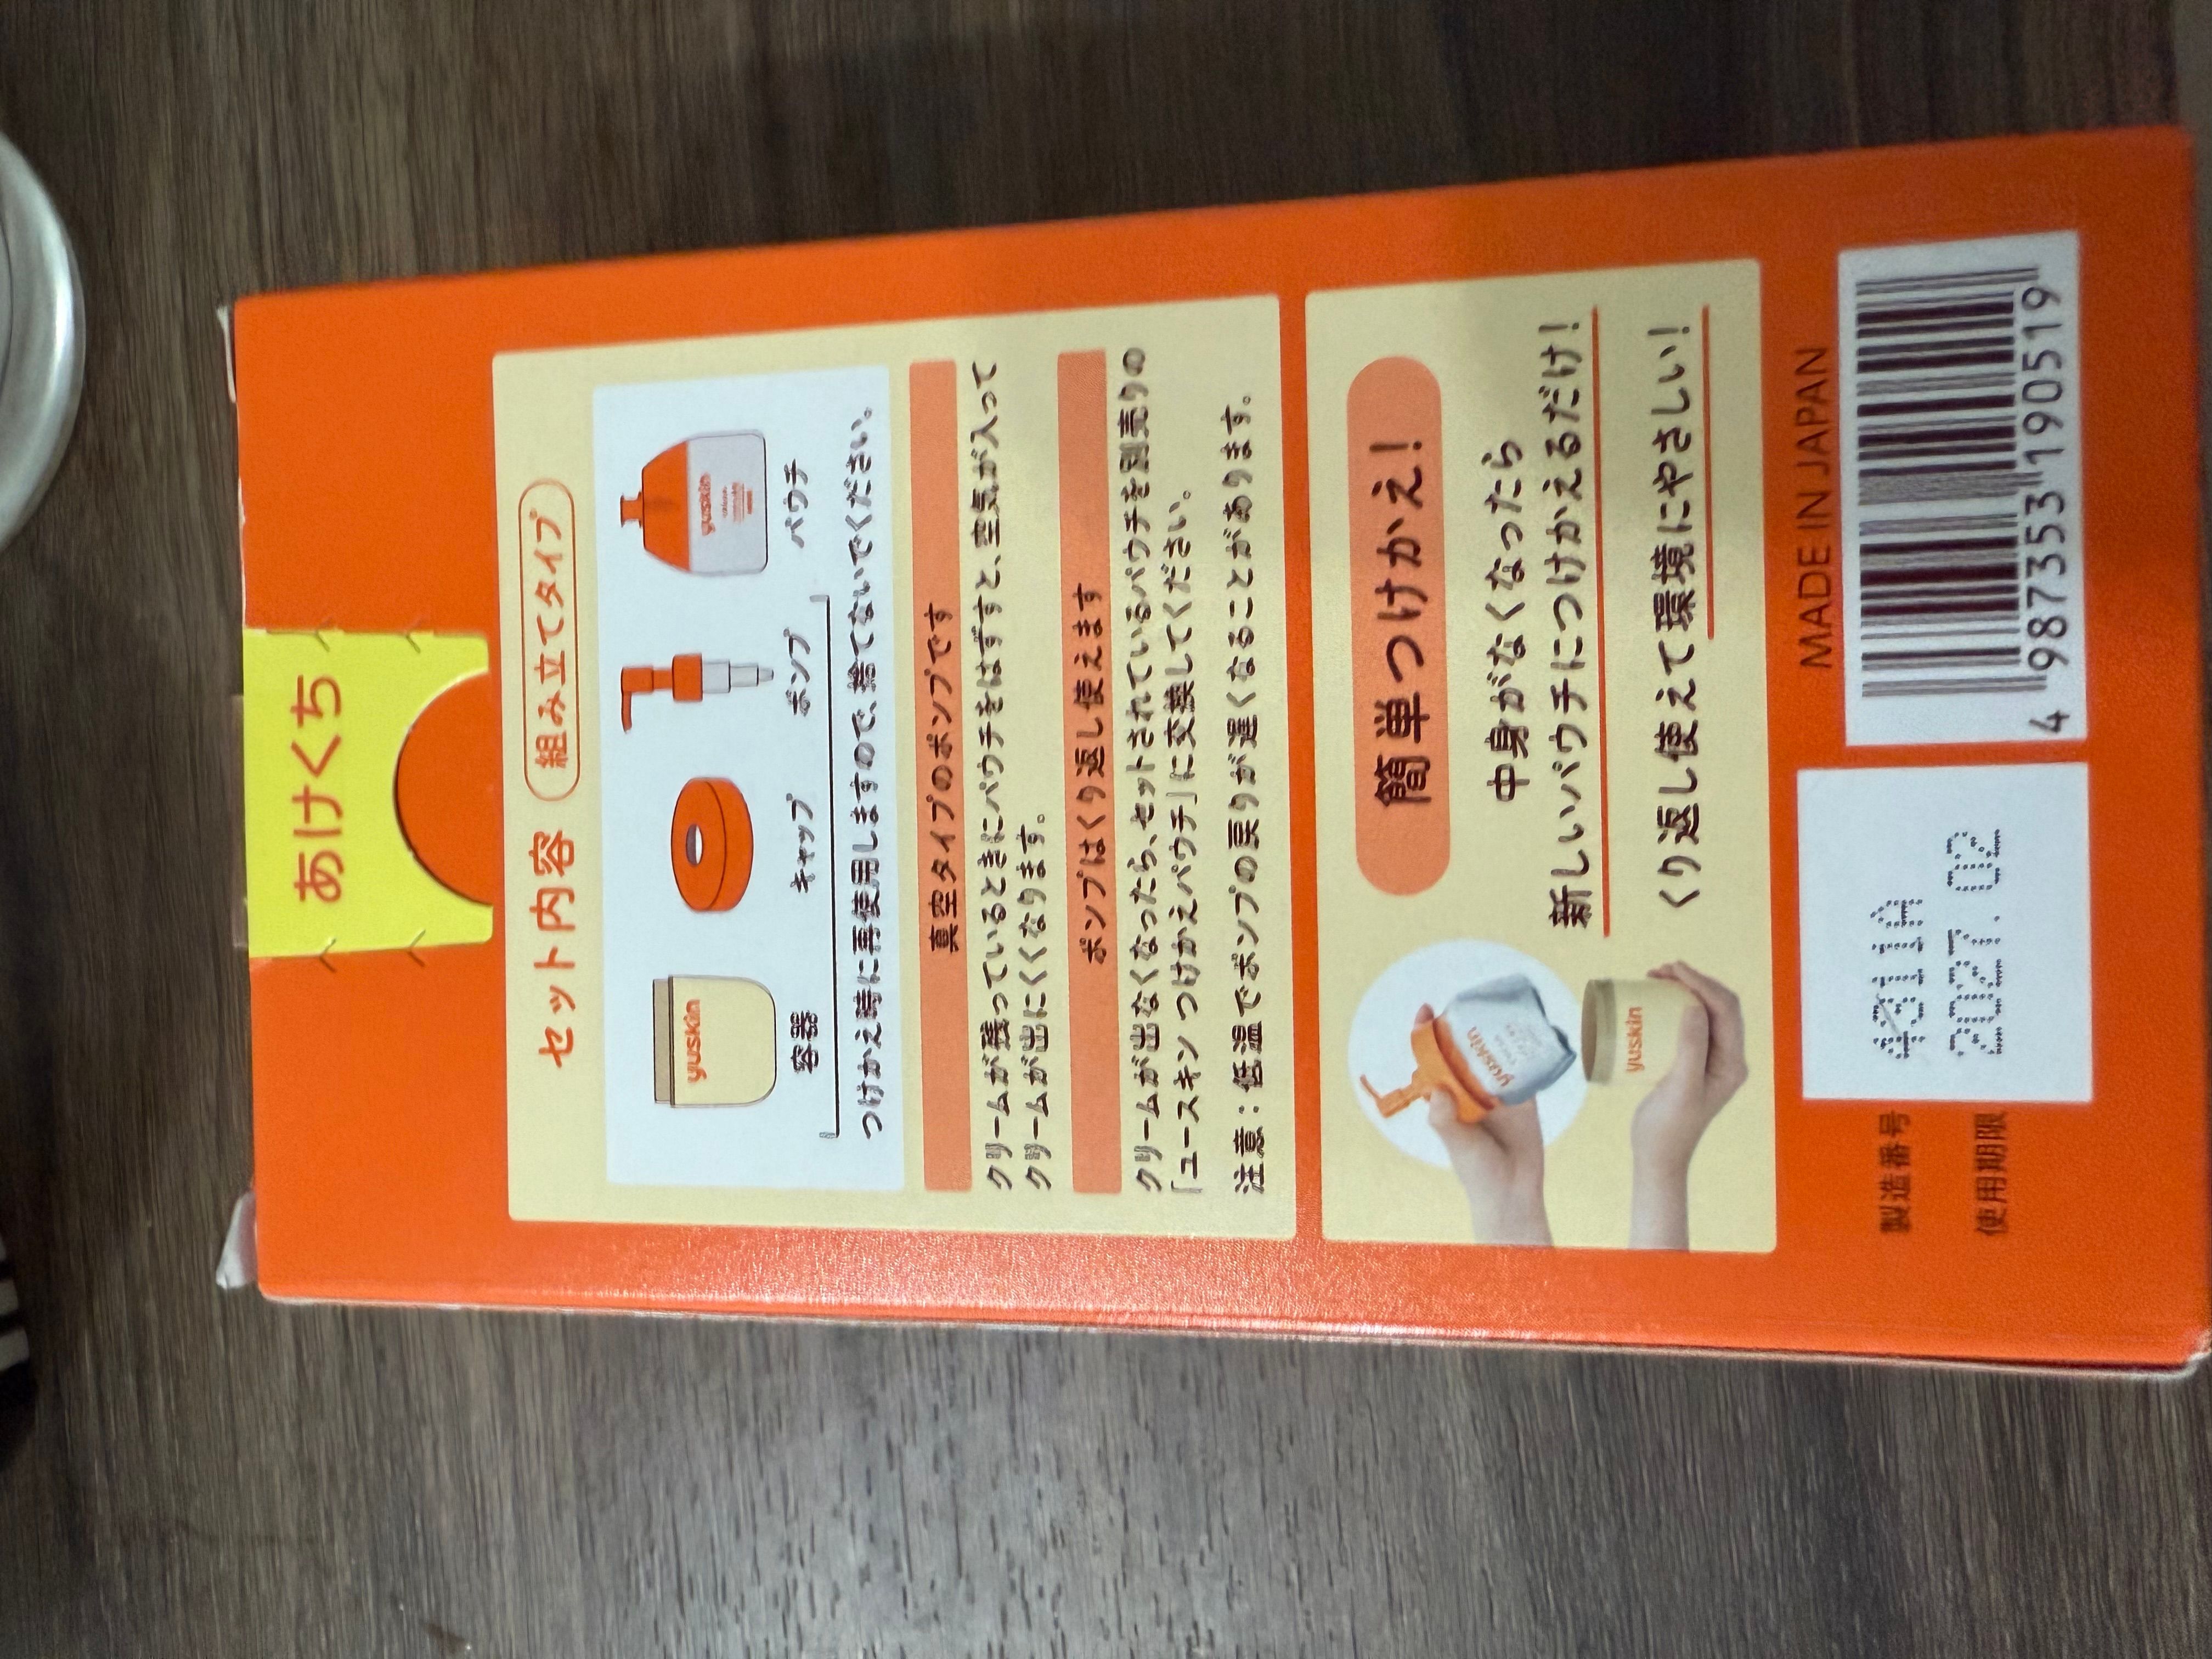 あけくち
セット内容 組み立てタイプ
yuskin
yuskin
容器 キャップ ポンプ パウチ
つけかえ時に再使用しますので、捨てないでください。
真空タイプのポンプです
クリームが残っているときにパウチをはずすと、空気が入って
クリームが出にくくなります。
ポンプはくり返し使えます
クリームが出なくなったら、セットされているパウチを別売りの
「ユースキン つけかえパウチ」に交換してください。
注意：低温でポンプの戻りが遅くなることがあります。
簡単つけかえ！
中身がなくなったら
新しいパウチにつけかえるだけ！
くり返し使えて環境にやさしい！
yuskin
yuskin
MADE IN JAPAN
製造番号
使用期限 2027. 02
4 987353 190519